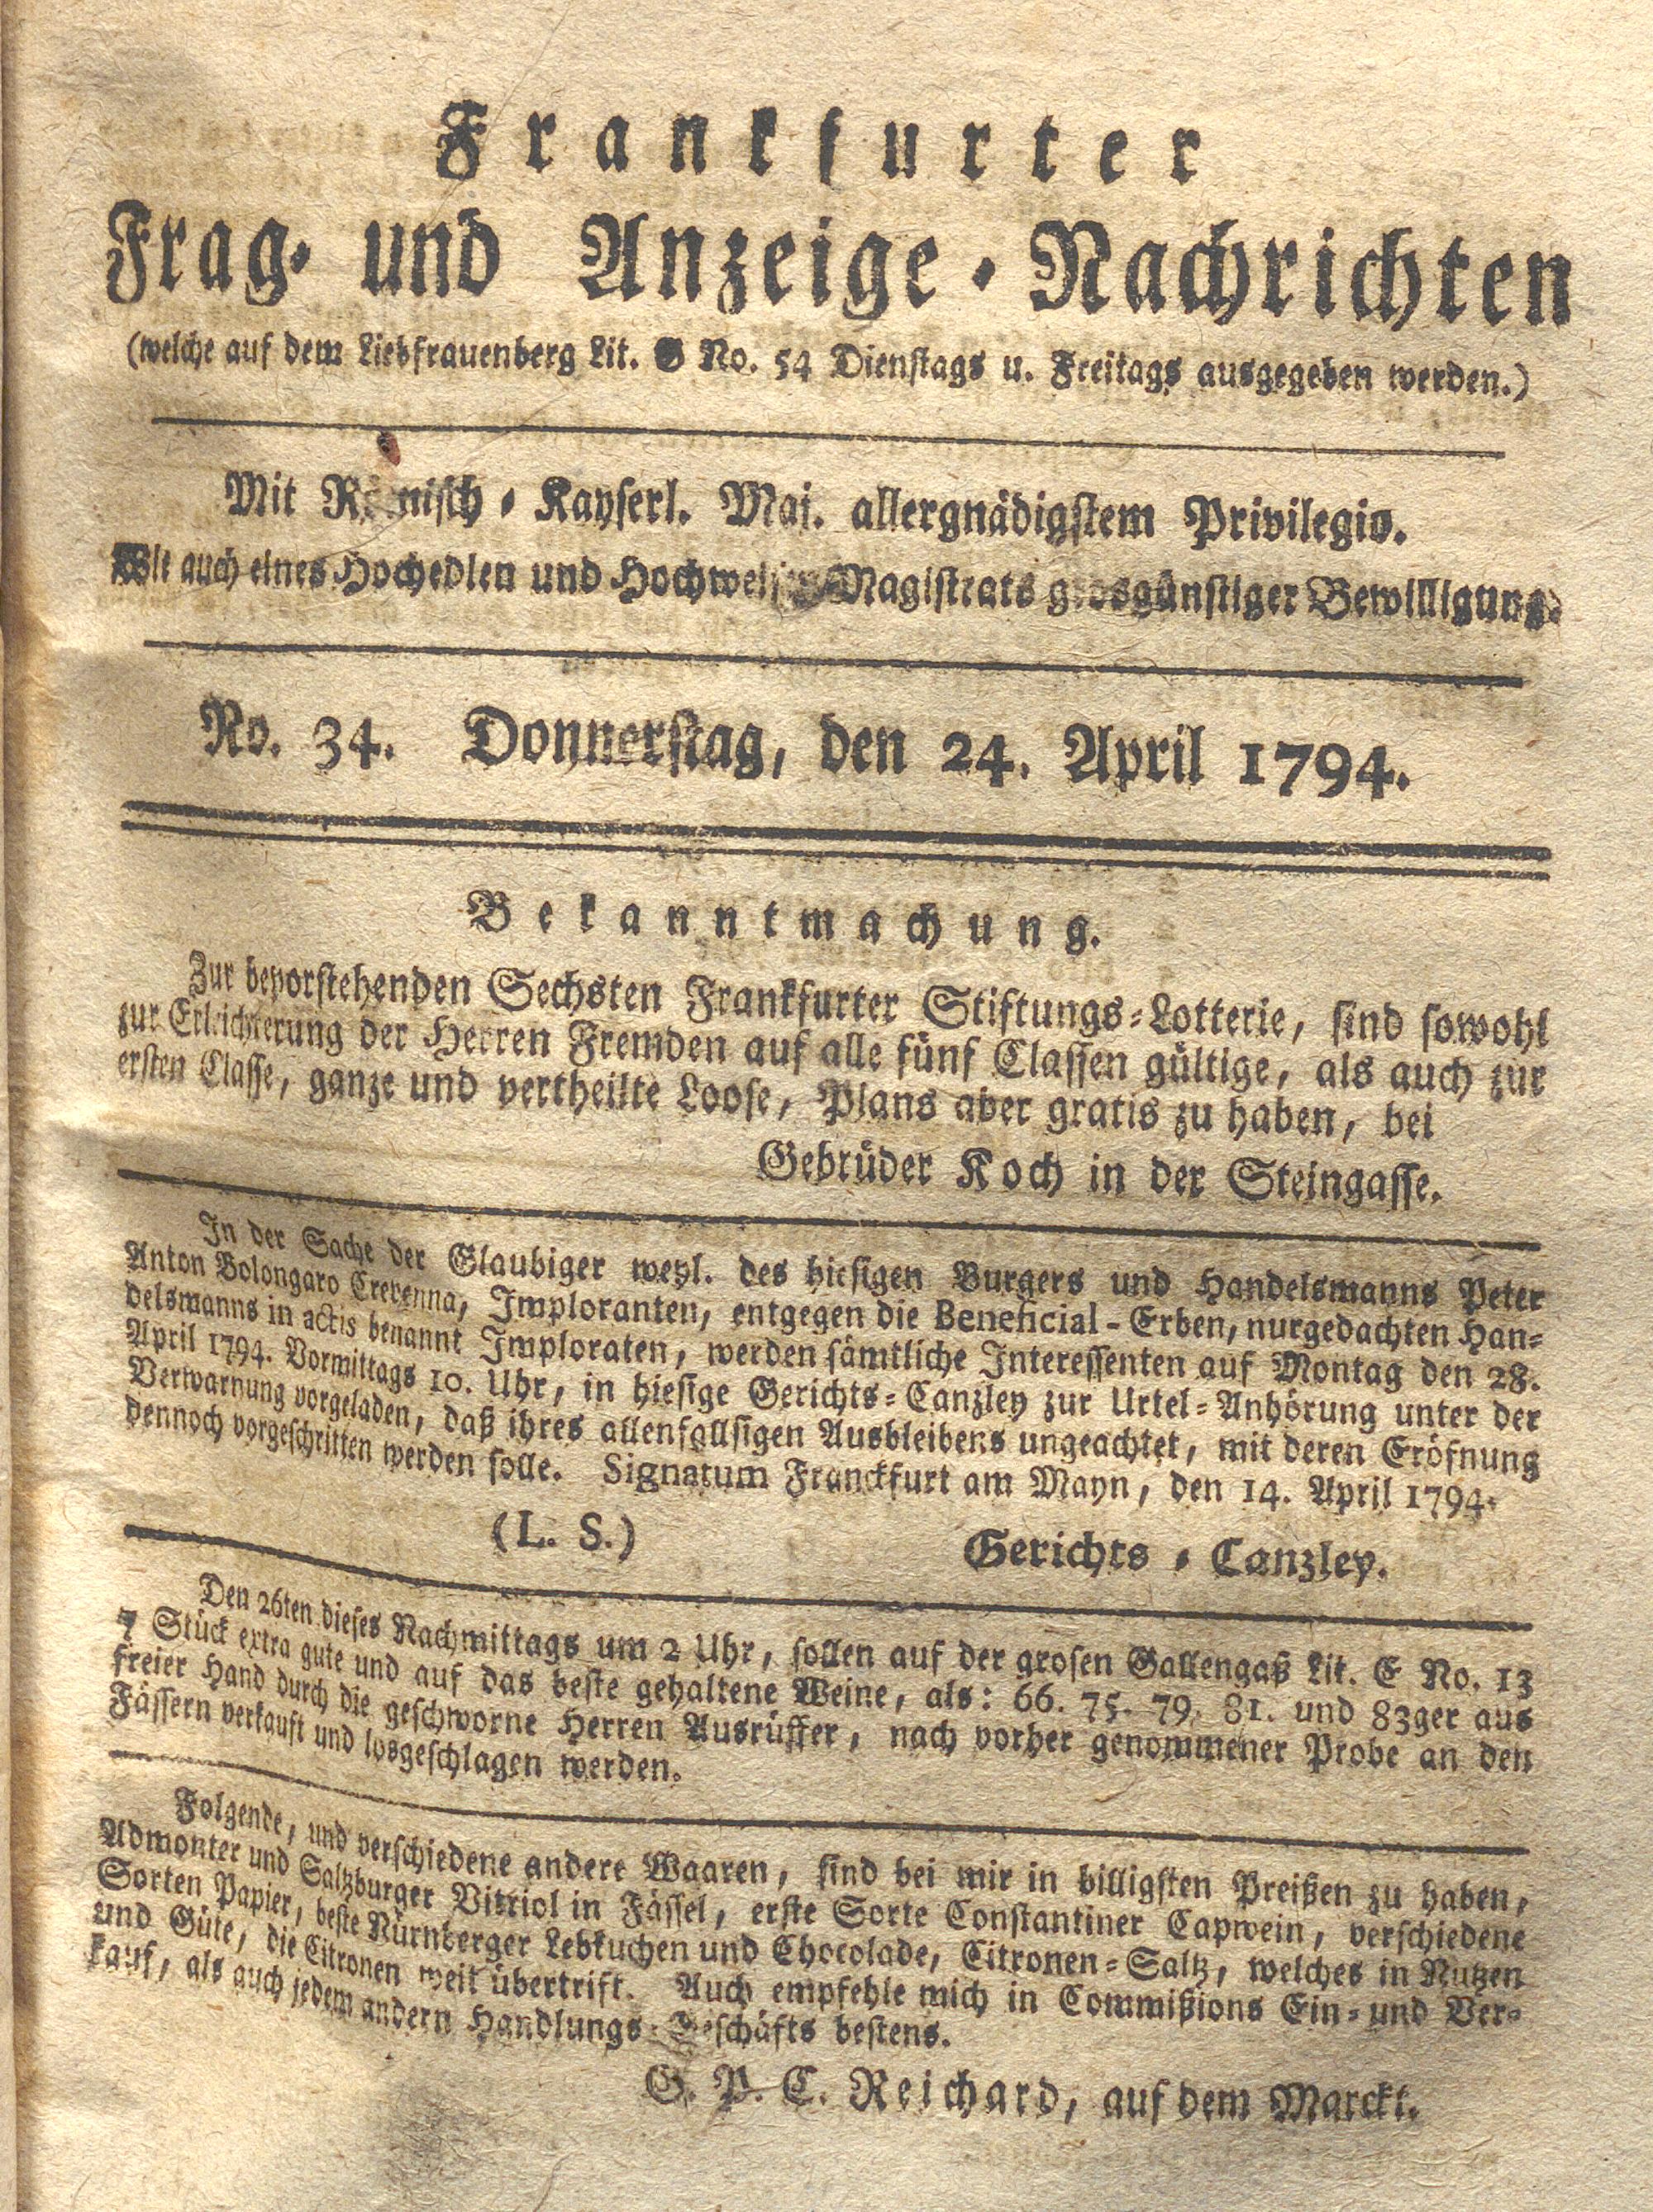 Frankfurter
Frag- und Anzeige-Nachrichten
(welche auf dem Liebfrauenberg Lit. G No. 54 Dienstags u. Freitags ausgegeben werden.)
Mit Römisch-Kayserl. Maj. allergnädigstem Privilegio.
Wie auch eines Hochedlen und Hochweisen Magistrats grosgünstiger Bewilligung.
No. 34. Donnerstag, den 24. April 1794.
Bekanntmachung.
Zur bevorstehenden Sechsten Frankfurter Stiftungs-Lotterie, sind sowohl
zur Erleichterung der Herren Fremden auf alle fünf Classen gültige, als auch zur
ersten Classe, ganze und vertheilte Loose, Plans aber gratis zu haben, bei
Gebrüder Koch in der Steingasse.
In der Sache der Glaubiger weyl. des hiesigen Burgers und Handelsmanns Peter
Anton Bolongaro Crevenna, Imploranten, entgegen die Beneficial-Erben, nurgedachten Han-
delsmanns in actis benannt Imploraten, werden sämtliche Interessenten auf Montag den 28.
April 1794. Vormittags 10. Uhr, in hiesige Gerichts-Canzley zur Urtel-Anhörung unter der
Verwarnung vorgeladen, daß ihres allenfallsigen Ausbleibens ungeachtet, mit deren Eröfnung
dennoch vorgeschritten werden solle. Signatum Franckfurt am Mayn, den 14. April 1794.
(L. S.) Gerichts-Canzley.
Den 26ten dieses Nachmittags um 2 Uhr, sollen auf der grosen Gallengaß Lit. E No. 13
7 Stück extra gute und auf das beste gehaltene Weine, als: 66. 75. 79. 81. und 83ger aus
freier Hand durch die geschworne Herren Ausrüffer, nach vorher genommener Probe an den
Fässern verkauft und losgeschlagen werden.
Folgende, und verschiedene andere Waaren, sind bei mir in billigsten Preißen zu haben,
Admonter und Saltzburger Vitriol in Fässel, erste Sorte Constantiner Capwein, verschiedene
Sorten Papier, beste Nürnberger Lebkuchen und Chocolade, Citronen-Saltz, welches in Nutzen
und Güte, die Citronen weit übertrift. Auch empfehle mich in Commißions Ein- und Ver-
kauf, als auch jedem andern Handlungs-Geschäfts bestens.
G. P. C. Reichard, auf dem Marckt.